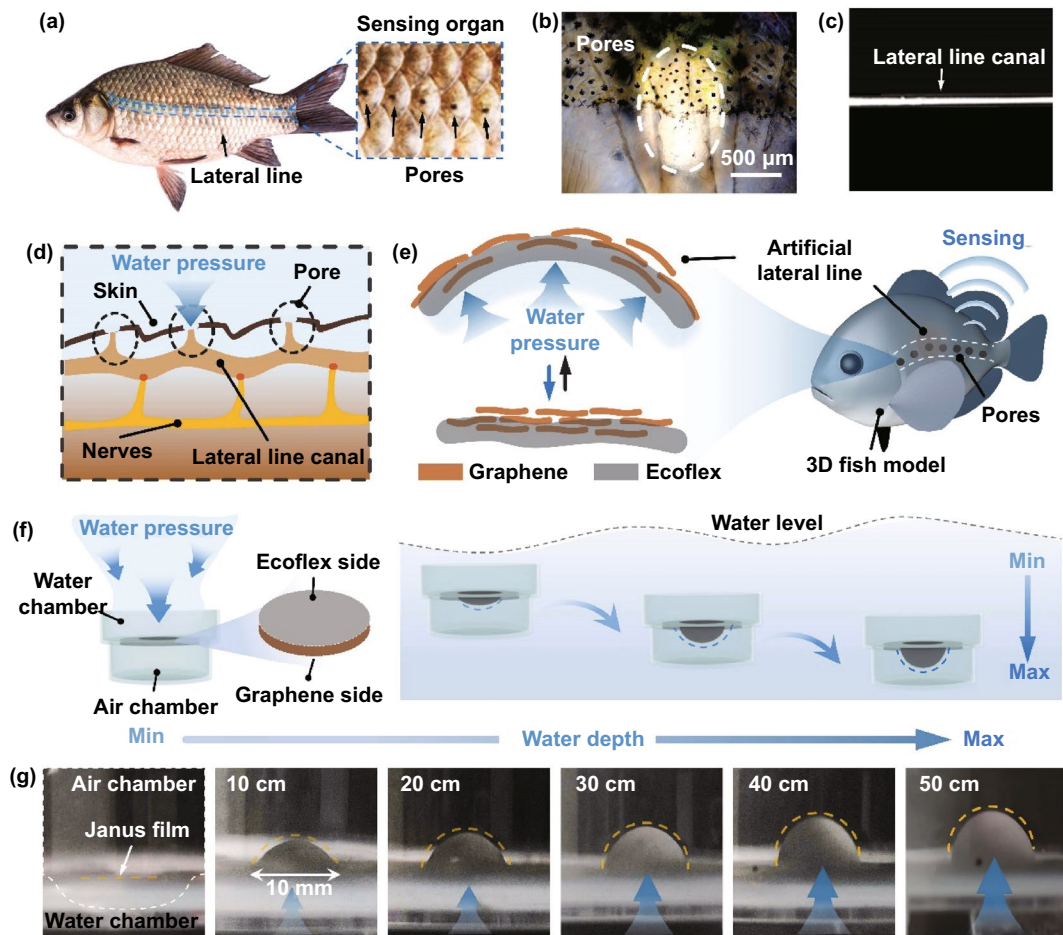 (a)
Sensing organ
Lateral line
Pores
(b)
Pores
500 µm
(c)
Lateral line canal
(d)
Water pressure
Skin
Pore
Nerves
Lateral line canal
(e)
Water
pressure
Graphene
Ecoflex
Artificial
lateral line
Sensing
Pores
3D fish model
(f)
Water pressure
Water
chamber
Air chamber
Ecoflex side
Graphene side
Water level
Min
Max
Min
Water depth
Max
(g)
Air chamber
Janus film
Water chamber
10 cm
10 mm
20 cm
30 cm
40 cm
50 cm